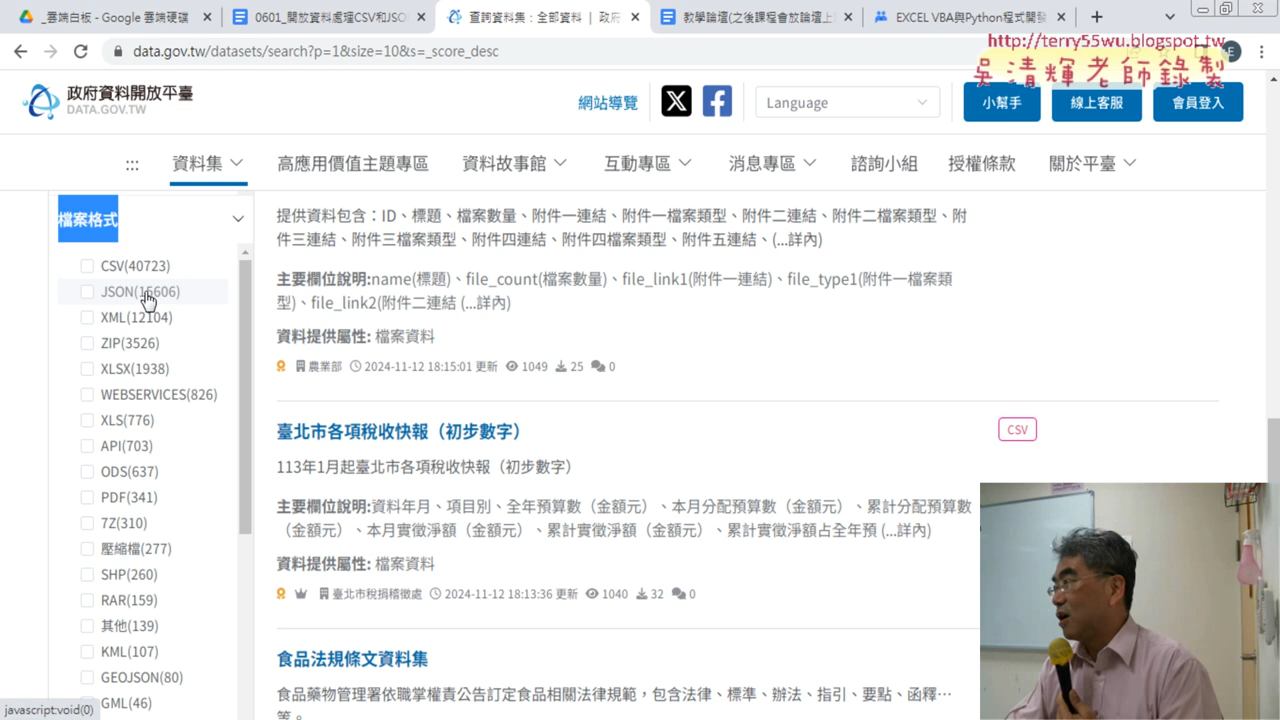 _雲端白板 - Google 雲端硬碟
0601_開放資料處理CSV和JSO
查詢資料集：全部資料 | 政府
教學論壇(之後課程會放論壇上
EXCEL VBA與Python程式開發
data.gov.tw/datasets/search?p=1&size=10&s=_score_desc
http://terry55wu.blogspot.tw
吳清輝老師錄製
政府資料開放平臺
DATA.GOV.TW
網站導覽
Language
小幫手
線上客服
會員登入
資料集
高應用價值主題專區
資料故事館
互動專區
消息專區
諮詢小組
授權條款
關於平臺
檔案格式
CSV(40723)
JSON(15606)
XML(12104)
ZIP(3526)
XLSX(1938)
WEBSERVICES(826)
XLS(776)
API(703)
ODS(637)
PDF(341)
7Z(310)
壓縮檔(277)
SHP(260)
RAR(159)
其他(139)
KML(107)
GEOJSON(80)
GML(46)
提供資料包含：ID、標題、檔案數量、附件一連結、附件一檔案類型、附件二連結、附件二檔案類型、附
件三連結、附件三檔案類型、附件四連結、附件四檔案類型、附件五連結、(...詳內)
主要欄位說明:name(標題)、file_count(檔案數量)、file_link1(附件一連結)、file_type1(附件一檔案類
型)、file_link2(附件二連結 (...詳內)
資料提供屬性: 檔案資料
農業部 2024-11-12 18:15:01 更新 1049 25 0
臺北市各項稅收快報（初步數字）
CSV
113年1月起臺北市各項稅收快報（初步數字）
主要欄位說明:資料年月、項目別、全年預算數（金額元）、本月分配預算數（金額元）、累計分配預算數
（金額元）、本月實徵淨額（金額元）、累計實徵淨額（金額元）、累計實徵淨額占全年預 (...詳內)
資料提供屬性: 檔案資料
臺北市稅捐稽徵處 2024-11-12 18:13:36 更新 1040 32 0
食品法規條文資料集
食品藥物管理署依職掌權責公告訂定食品相關法律規範，包含法律、標準、辦法、指引、要點、函釋…
等。
javascript:void(0)